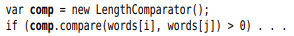 var comp = new LengthComparator();
if (comp.compare(words[i], words[j]) > 0) . . .